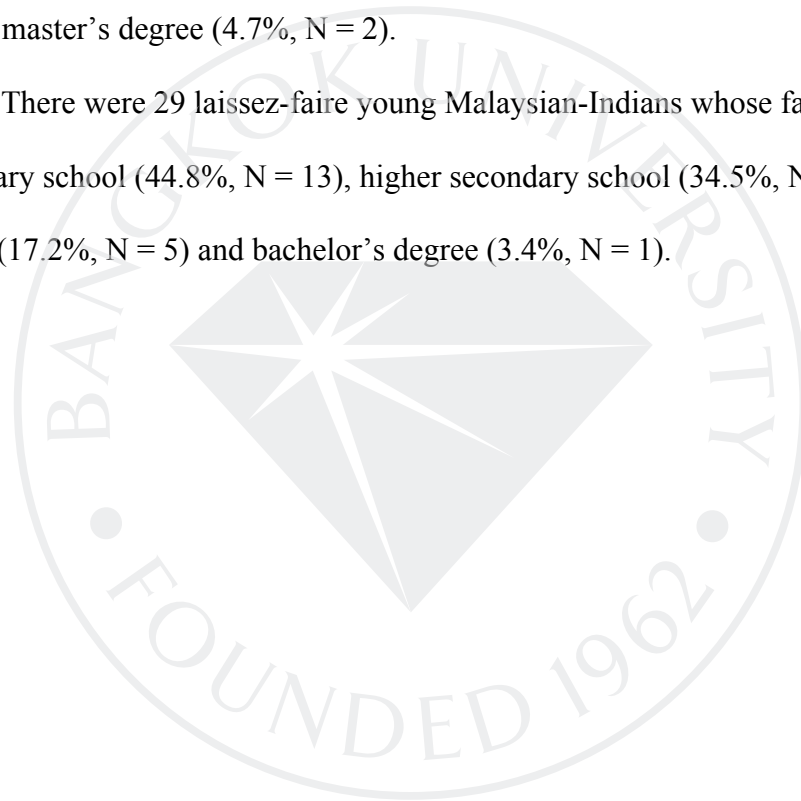 master’s degree (4.7%, N = 2).
There were 29 laissez-faire young Malaysian-Indians whose fa
ary school (44.8%, N = 13), higher secondary school (34.5%, N
(17.2%, N = 5) and bachelor’s degree (3.4%, N = 1).
BANGKOK UNIVERSITY
• FOUNDED 1962 •